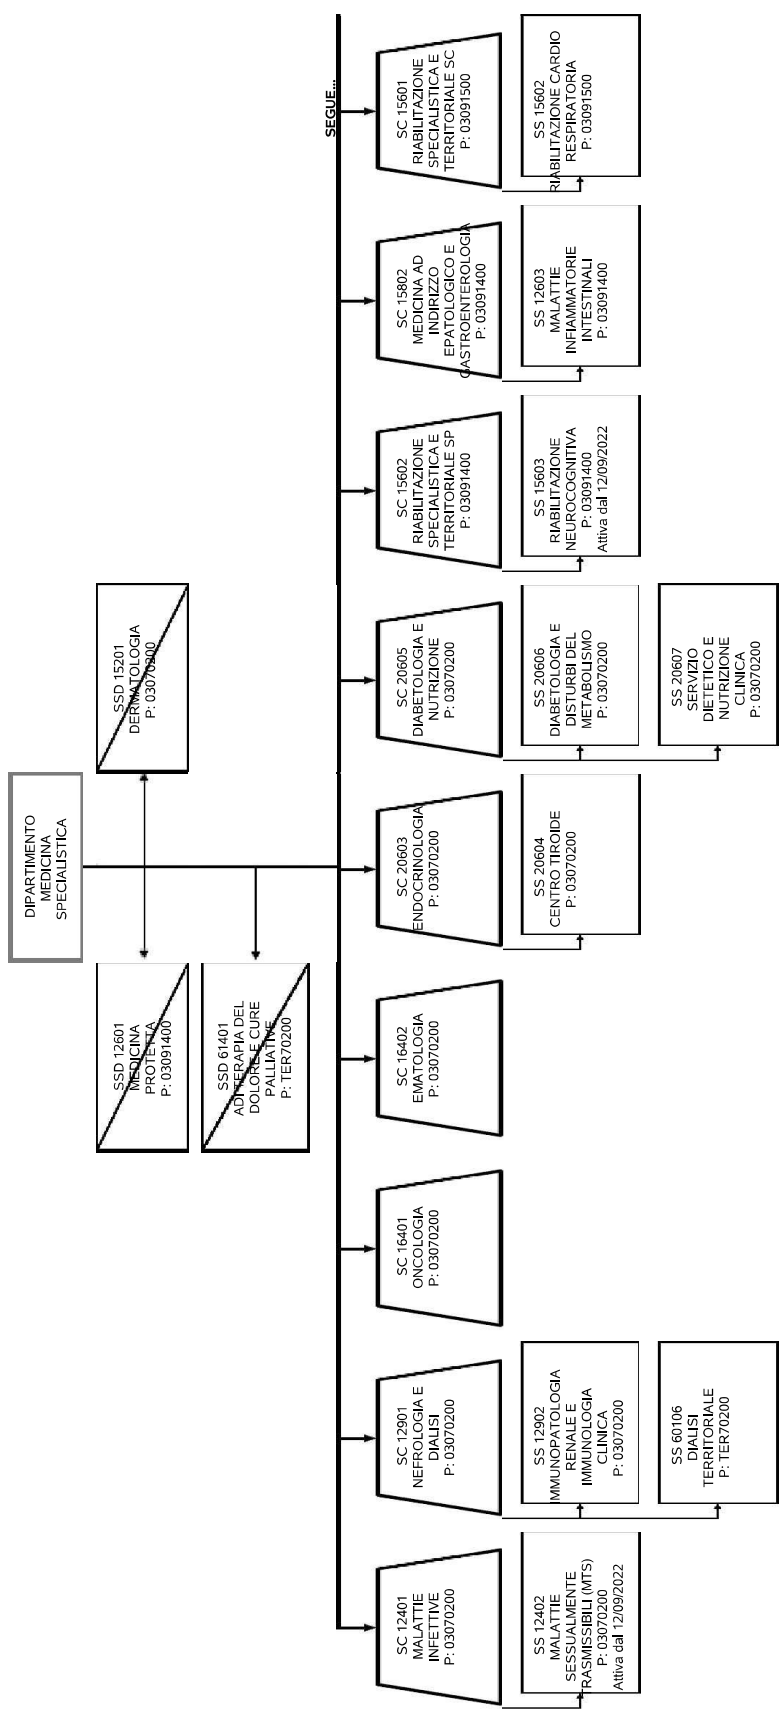 DIPARTIMENTO
MEDICINA
SPECIALISTICA
SSD 12601
MEDICINA
PROTETTA
P: 03091400
SSD 15201
DERMATOLOGIA
P: 03070200
SSD 61401
ADI TERAPIA DEL
DOLORE E CURE
PALLIATIVE
P: TER70200
SEGUE...
SC 12401
MALATTIE
INFETTIVE
P: 03070200
SC 12901
NEFROLOGIA E
DIALISI
P: 03070200
SC 16401
ONCOLOGIA
P: 03070200
SC 16402
EMATOLOGIA
P: 03070200
SC 20603
ENDOCRINOLOGIA
P: 03070200
SC 20605
DIABETOLOGIA E
NUTRIZIONE
P: 03070200
SC 15602
RIABILITAZIONE
SPECIALISTICA E
TERRITORIALE SP
P: 03091400
SC 15802
MEDICINA AD
INDIRIZZO
EPATOLOGICO E
GASTROENTEROLOGIA
P: 03091400
SC 15601
RIABILITAZIONE
SPECIALISTICA E
TERRITORIALE SC
P: 03091500
SS 12402
MALATTIE
SESSUALMENTE
TRASMISSIBILI (MTS)
P: 03070200
Attiva dal 12/09/2022
SS 12902
IMMUNOPATOLOGIA
RENALE E
IMMUNOLOGIA
CLINICA
P: 03070200
SS 20604
CENTRO TIROIDE
P: 03070200
SS 20606
DIABETOLOGIA E
DISTURBI DEL
METABOLISMO
P: 03070200
SS 15603
RIABILITAZIONE
NEUROCOGNITIVA
P: 03091400
Attiva dal 12/09/2022
SS 12603
MALATTIE
INFIAMMATORIE
INTESTINALI
P: 03091400
SS 15602
RIABILITAZIONE CARDIO
RESPIRATORIA
P: 03091500
SS 60106
DIALISI
TERRITORIALE
P: TER70200
SS 20607
SERVIZIO
DIETETICO E
NUTRIZIONE
CLINICA
P: 03070200